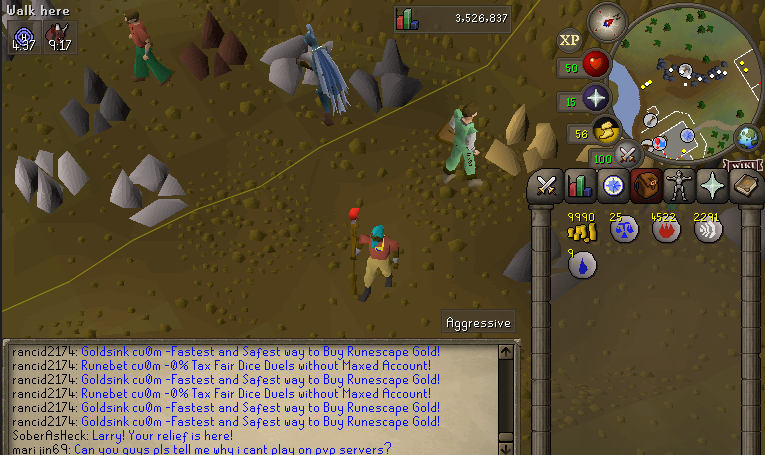 Walk here
4:37
9:17
3,526,837
XP
50
15
56
100
WIKI
9990
25
4522
2291
9
Aggressive
rancid2174: Goldsink cu0m -Fastest and Safest way to Buy Runescape Gold!
rancid2174: Runebet cu0m -0% Tax Fair Dice Duels without Maxed Account!
rancid2174: Goldsink cu0m -Fastest and Safest way to Buy Runescape Gold!
rancid2174: Runebet cu0m -0% Tax Fair Dice Duels without Maxed Account!
rancid2174: Goldsink cu0m -Fastest and Safest way to Buy Runescape Gold!
rancid2174: Goldsink cu0m -Fastest and Safest way to Buy Runescape Gold!
SoberAsHeck: Larry! Your relief is here!
marijin69: Can you guys pls tell me why i cant play on pvp servers?